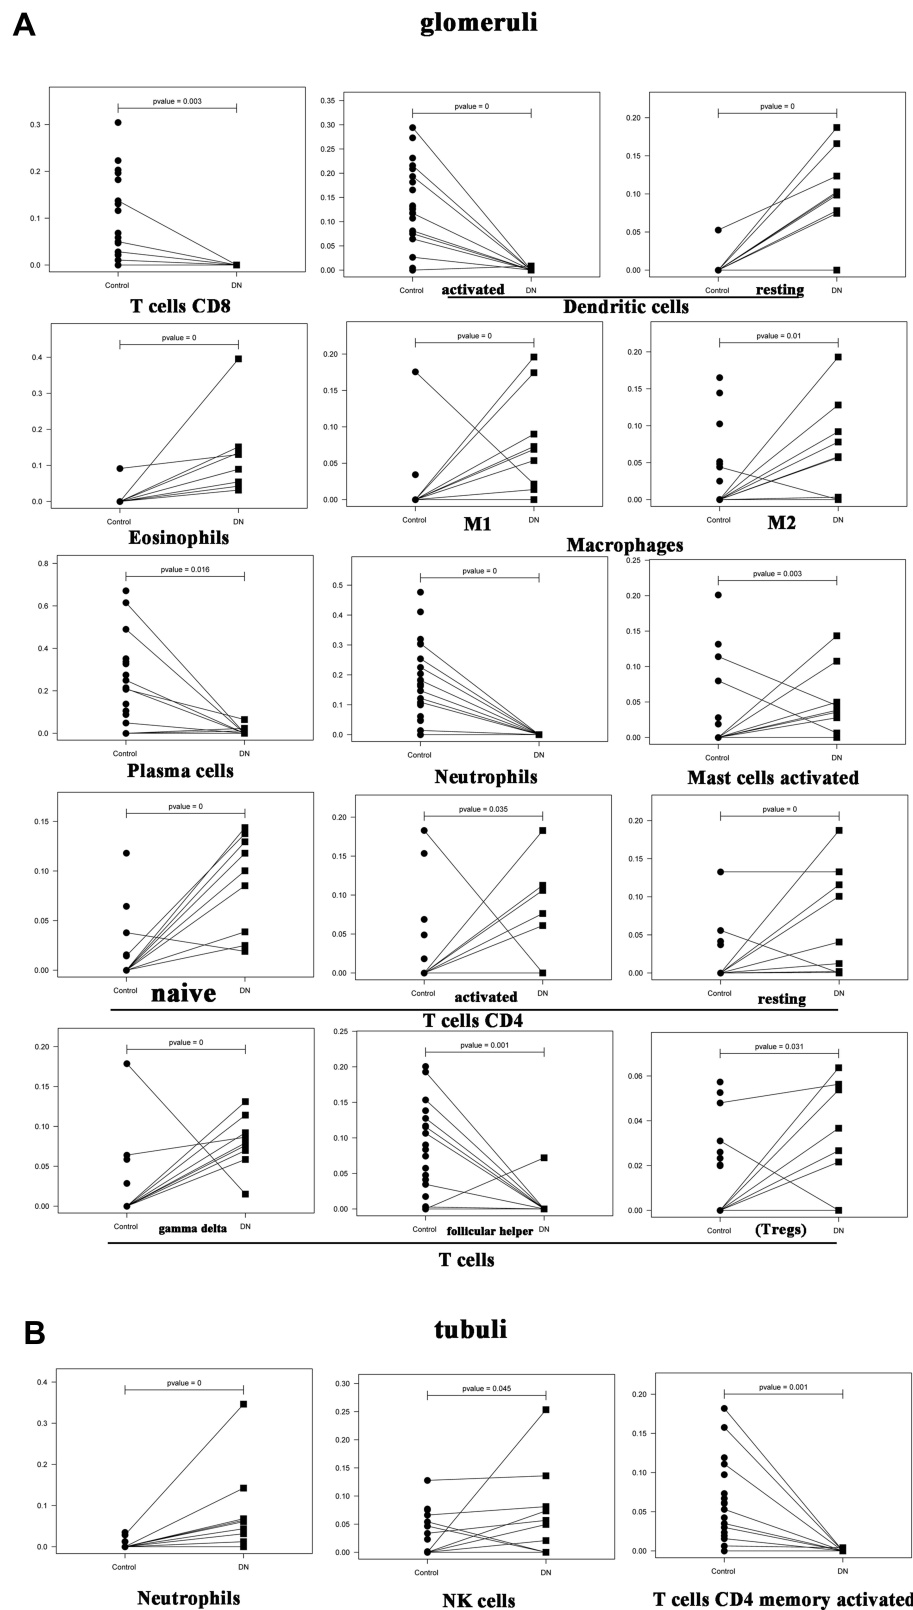 A
glomeruli
pvalue = 0.003
0.3
0.2
0.1
0.0
Control DN
T cells CD8
pvalue = 0
0.35
0.30
0.25
0.20
0.15
0.10
0.05
0.00
Control activated DN
pvalue = 0
0.20
0.15
0.10
0.05
0.00
Control resting DN
Dendritic cells
pvalue = 0
0.4
0.3
0.2
0.1
0.0
Control DN
Eosinophils
pvalue = 0
0.20
0.15
0.10
0.05
0.00
Control DN
M1
pvalue = 0.01
0.20
0.15
0.10
0.05
0.00
Control DN
M2
Macrophages
pvalue = 0.016
0.8
0.6
0.4
0.2
0.0
Control DN
Plasma cells
pvalue = 0
0.5
0.4
0.3
0.2
0.1
0.0
Control DN
Neutrophils
pvalue = 0.003
0.25
0.20
0.15
0.10
0.05
0.00
Control DN
Mast cells activated
pvalue = 0
0.15
0.10
0.05
0.00
Control DN
naive
pvalue = 0.035
0.20
0.15
0.10
0.05
0.00
Control DN
activated
pvalue = 0
0.20
0.15
0.10
0.05
0.00
Control DN
resting
T cells CD4
pvalue = 0
0.20
0.15
0.10
0.05
0.00
Control gamma delta DN
pvalue = 0.001
0.25
0.20
0.15
0.10
0.05
0.00
Control follicular helper DN
pvalue = 0.031
0.06
0.04
0.02
0.00
Control (Tregs) DN
T cells
B
tubuli
pvalue = 0
0.4
0.3
0.2
0.1
0.0
Control DN
Neutrophils
pvalue = 0.045
0.30
0.25
0.20
0.15
0.10
0.05
0.00
Control DN
NK cells
pvalue = 0.001
0.20
0.15
0.10
0.05
0.00
Control DN
T cells CD4 memory activated